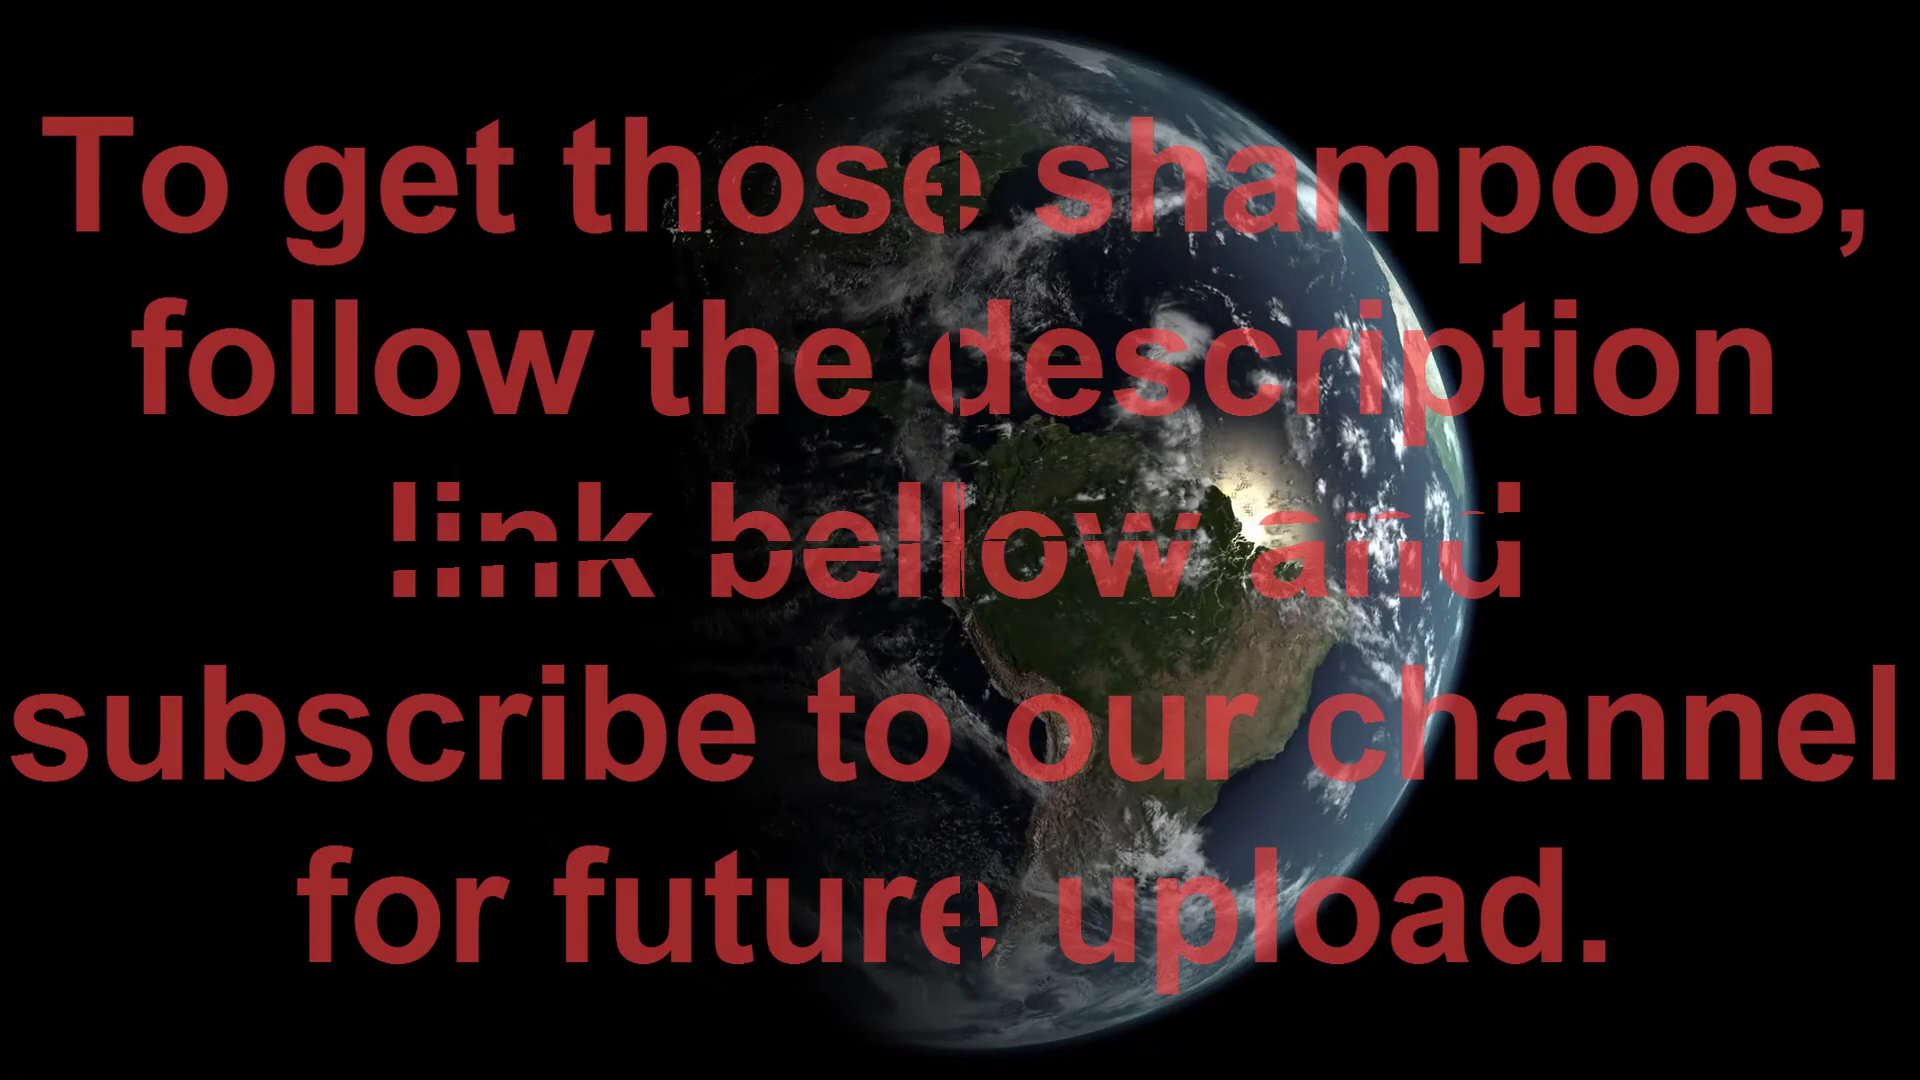 To get those shampoos,
follow the description
link bellow and
subscribe to our channel
for future upload.